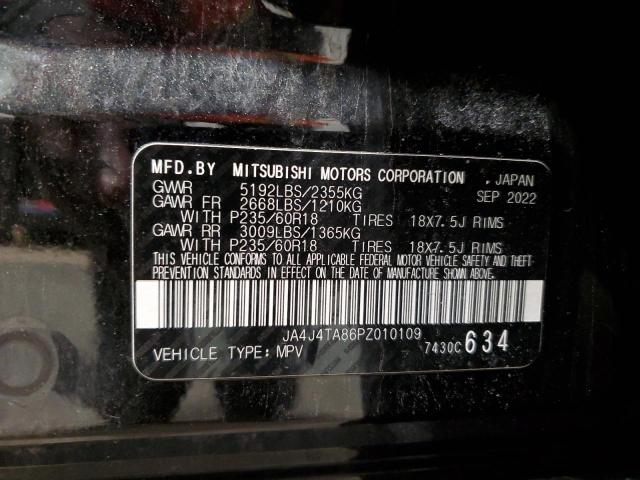 MFD.BY MITSUBISHI MOTORS CORPORATION . JAPAN
GVWR 5192LBS/2355KG SEP 2022
GAWR FR 2668LBS/1210KG
WITH P235/60R18 TIRES 18X7.5J RIMS
GAWR RR 3009LBS/1365KG
WITH P235/60R18 TIRES 18X7.5J RIMS
THIS VEHICLE CONFORMS TO ALL APPLICABLE FEDERAL MOTOR VEHICLE SAFETY AND THEFT
PREVENTION STANDARDS IN EFFECT ON THE DATE OF MANUFACTURE SHOWN ABOVE.
JA4J4TA86PZ010109
VEHICLE TYPE: MPV 7430C 634